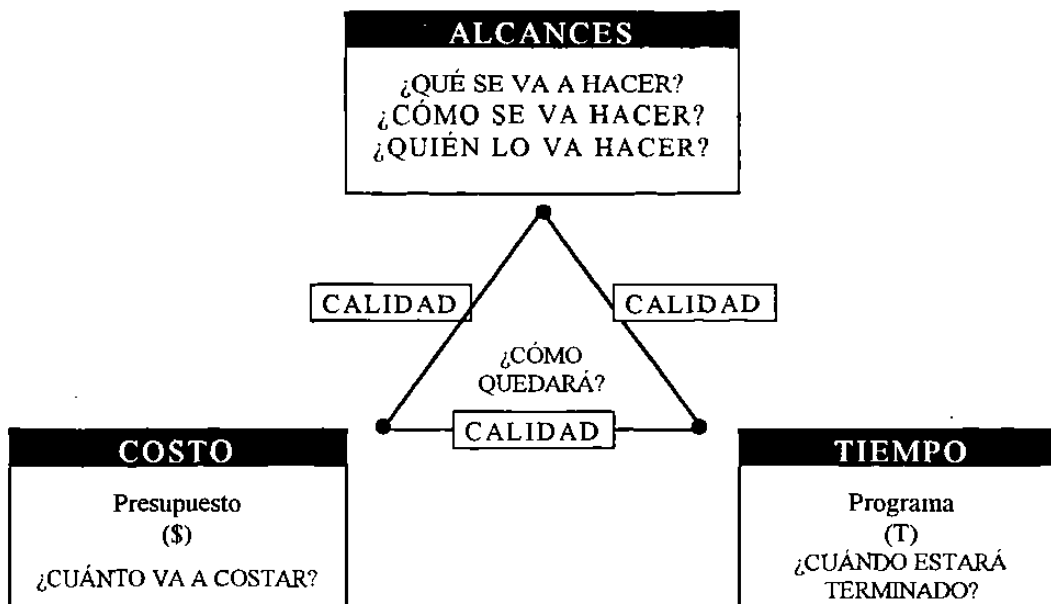 ALCANCES
¿QUÉ SE VA A HACER?
¿CÓMO SE VA HACER?
¿QUIÉN LO VA HACER?
CALIDAD
CALIDAD
¿CÓMO
QUEDARÁ?
CALIDAD
COSTO
Presupuesto
($)
¿CUÁNTO VA A COSTAR?
TIEMPO
Programa
(T)
¿CUÁNDO ESTARÁ
TERMINADO?